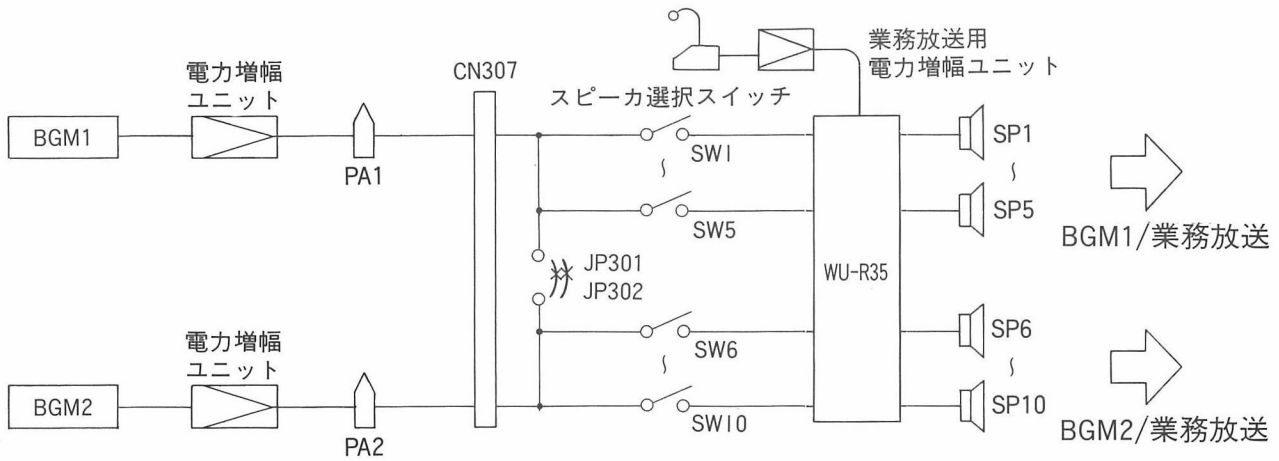 業務放送用
電力増幅ユニット
電力増幅
ユニット
CN307
スピーカ選択スイッチ
BGM1
PA1
SW1
SP1
~
~
SW5
SP5
BGM1/業務放送
JP301
JP302
WU-R35
電力増幅
ユニット
SW6
SP6
~
~
BGM2
PA2
SW10
SP10
BGM2/業務放送